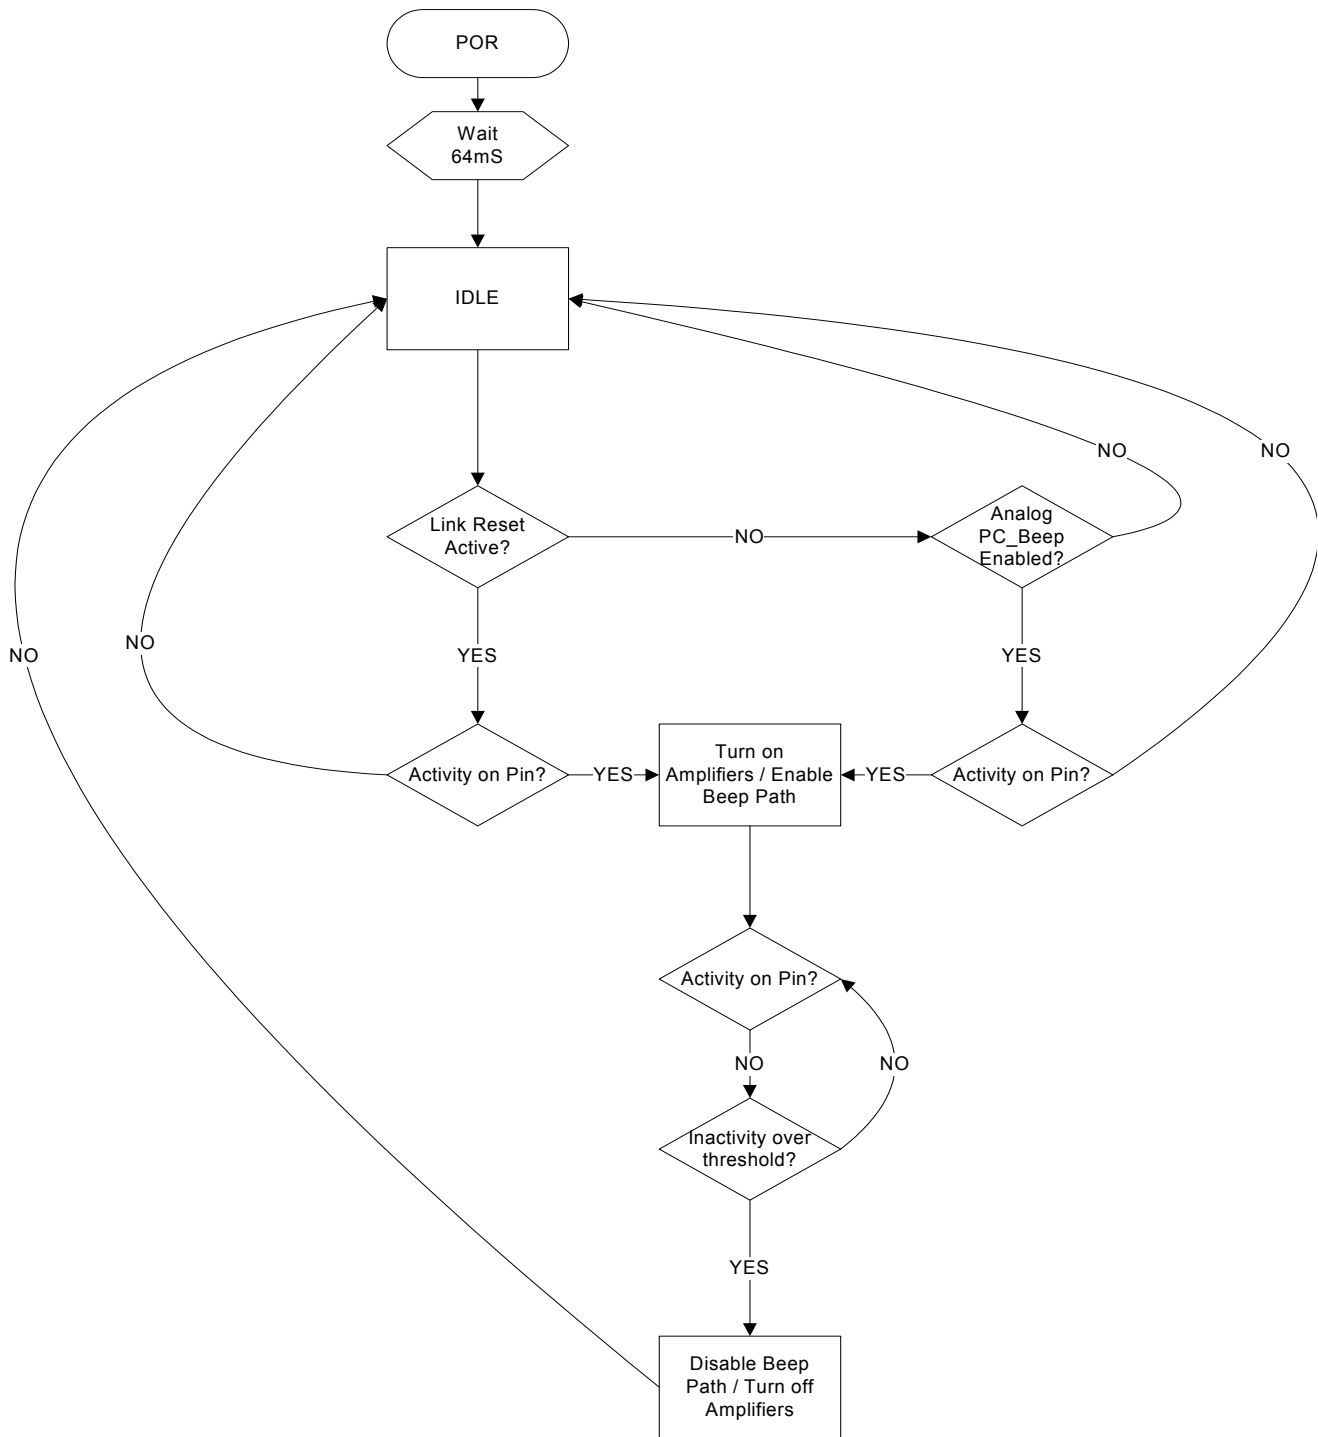 POR
Wait
64mS
IDLE
NO
NO
Link Reset
Active?
NO
Analog
PC_Beep
Enabled?
NO
NO
YES
YES
Activity on Pin?
YES
Turn on
Amplifiers / Enable
Beep Path
YES
Activity on Pin?
Activity on Pin?
NO
NO
Inactivity over
threshold?
YES
Disable Beep
Path / Turn off
Amplifiers